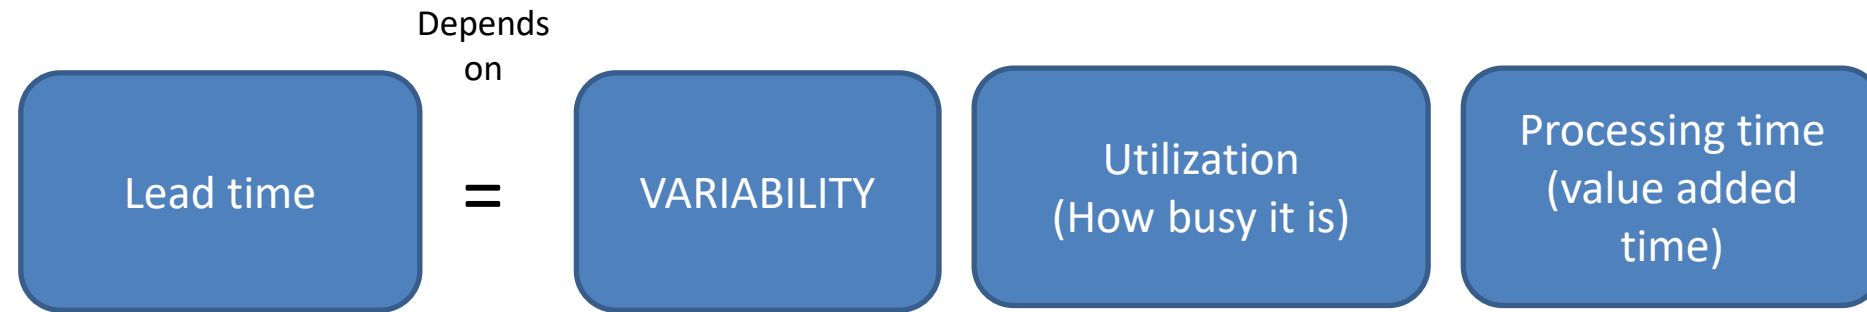 Depends
on
Lead time
=
VARIABILITY
Utilization
(How busy it is)
Processing time
(value added
time)